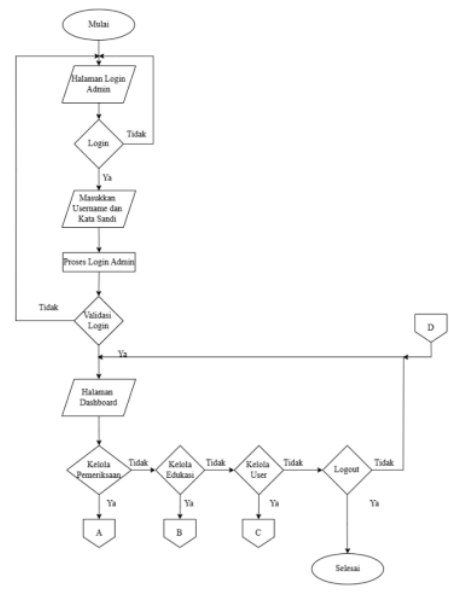 Mulai
Halaman Login
Admin
Login
Tidak
Ya
Masukkan
Username dan
Kata Sandi
Proses Login Admin
Validasi
Login
Tidak
Ya
D
Halaman
Dashboard
Kelola
Pemeriksaan
Tidak
Kelola
Edukasi
Tidak
Kelola
User
Tidak
Logout
Tidak
Ya
Ya
Ya
Ya
A
B
C
Selesai